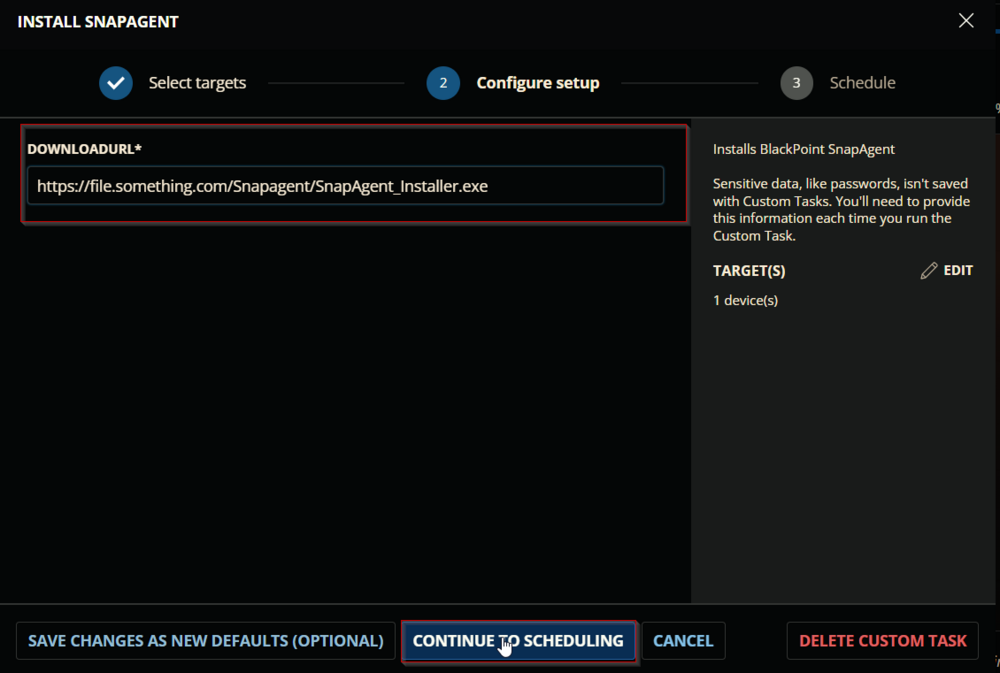 INSTALL SNAPAGENT
Select targets
2
Configure setup
3
Schedule
DOWNLOADURL*
https://file.something.com/Snapagent/SnapAgent_Installer.exe
Installs BlackPoint SnapAgent
Sensitive data, like passwords, isn't saved
with Custom Tasks. You'll need to provide
this information each time you run the
Custom Task.
TARGET(S)
EDIT
1 device(s)
SAVE CHANGES AS NEW DEFAULTS (OPTIONAL)
CONTINUE TO SCHEDULING
CANCEL
DELETE CUSTOM TASK